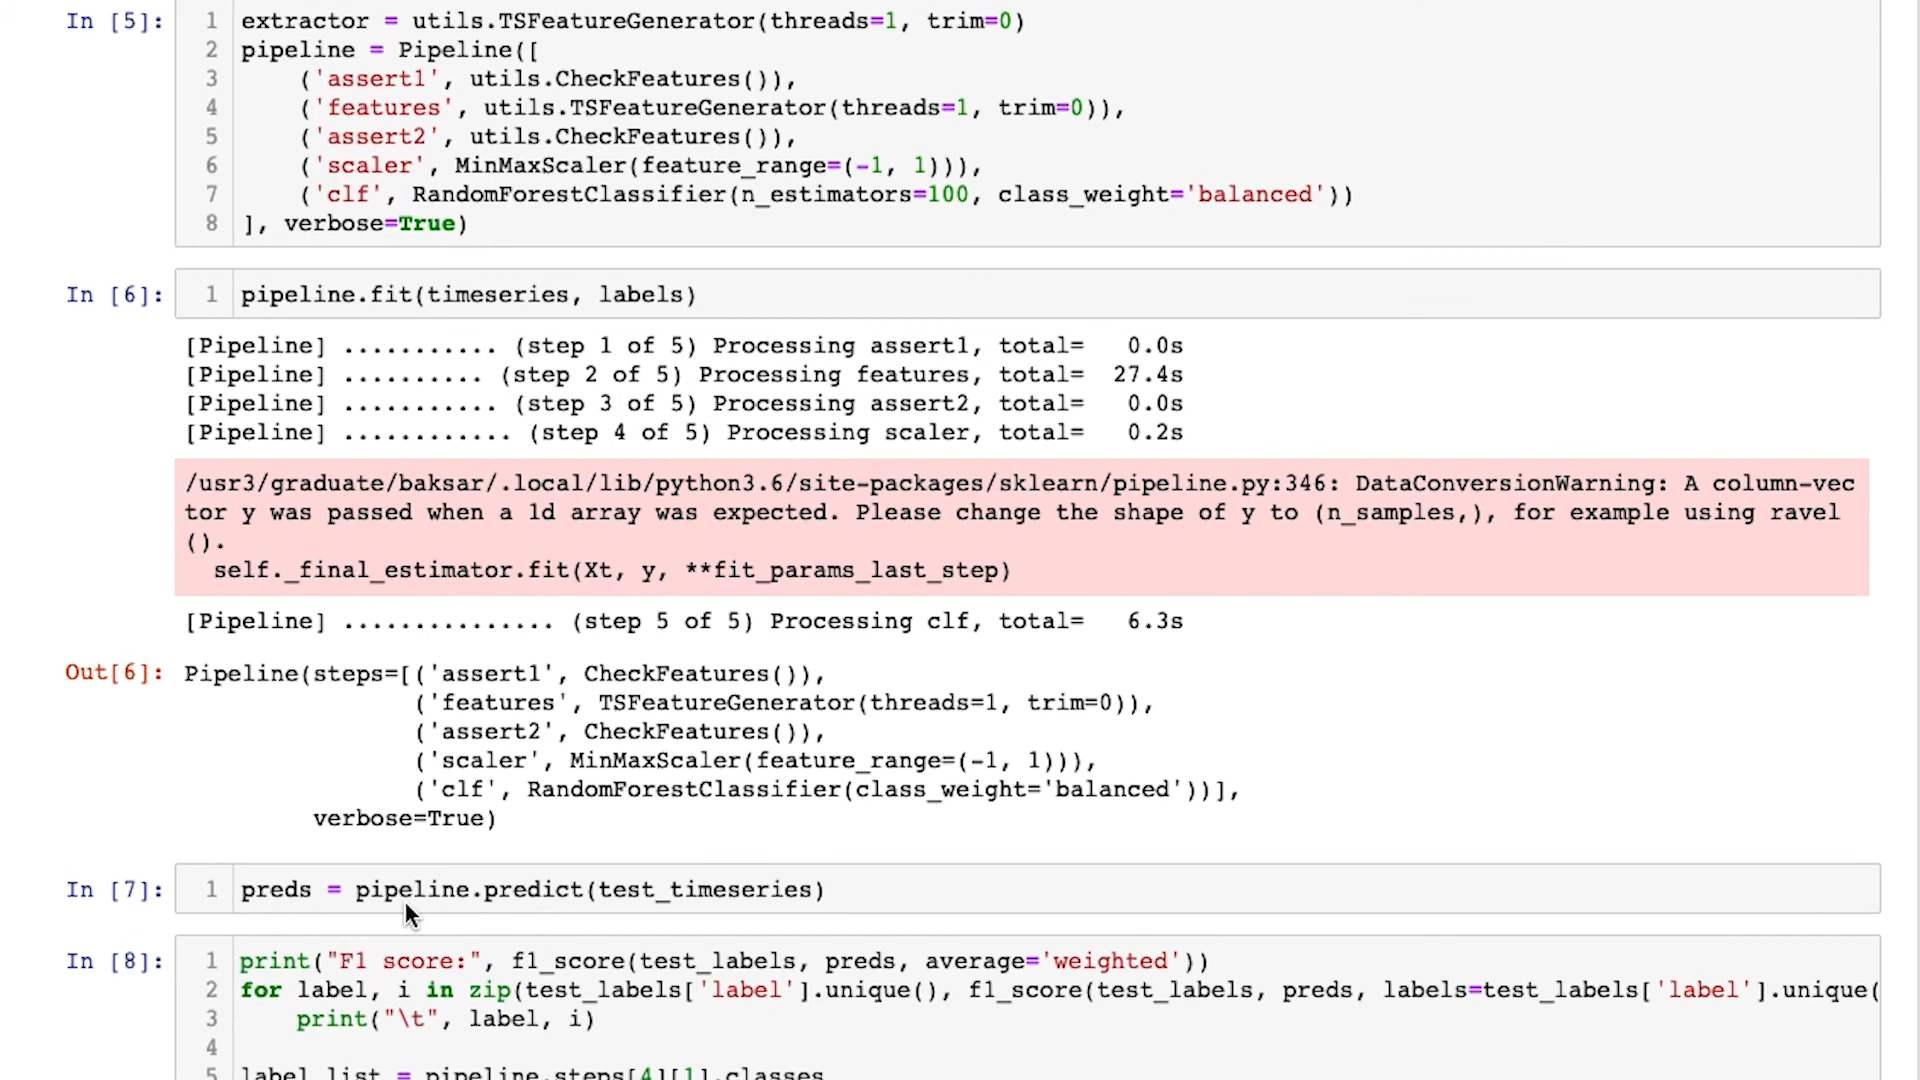 In [5]: 1 extractor = utils.TSFeatureGenerator(threads=1, trim=0)
2 pipeline = Pipeline([
3     ('assert1', utils.CheckFeatures()),
4     ('features', utils.TSFeatureGenerator(threads=1, trim=0)),
5     ('assert2', utils.CheckFeatures()),
6     ('scaler', MinMaxScaler(feature_range=(-1, 1))),
7     ('clf', RandomForestClassifier(n_estimators=100, class_weight='balanced'))
8 ], verbose=True)
In [6]: 1 pipeline.fit(timeseries, labels)
[Pipeline] ........... (step 1 of 5) Processing assert1, total=   0.0s
[Pipeline] .......... (step 2 of 5) Processing features, total=  27.4s
[Pipeline] ........... (step 3 of 5) Processing assert2, total=   0.0s
[Pipeline] ............ (step 4 of 5) Processing scaler, total=   0.2s
/usr3/graduate/baksar/.local/lib/python3.6/site-packages/sklearn/pipeline.py:346: DataConversionWarning: A column-vec
tor y was passed when a 1d array was expected. Please change the shape of y to (n_samples,), for example using ravel
().
  self._final_estimator.fit(Xt, y, **fit_params_last_step)
[Pipeline] ............... (step 5 of 5) Processing clf, total=   6.3s
Out[6]: Pipeline(steps=[('assert1', CheckFeatures()),
                ('features', TSFeatureGenerator(threads=1, trim=0)),
                ('assert2', CheckFeatures()),
                ('scaler', MinMaxScaler(feature_range=(-1, 1))),
                ('clf', RandomForestClassifier(class_weight='balanced'))],
         verbose=True)
In [7]: 1 preds = pipeline.predict(test_timeseries)
In [8]: 1 print("F1 score:", f1_score(test_labels, preds, average='weighted'))
2 for label, i in zip(test_labels['label'].unique(), f1_score(test_labels, preds, labels=test_labels['label'].unique(
3     print("\t", label, i)
4
5 label_list = pipeline.steps[4][1].classes